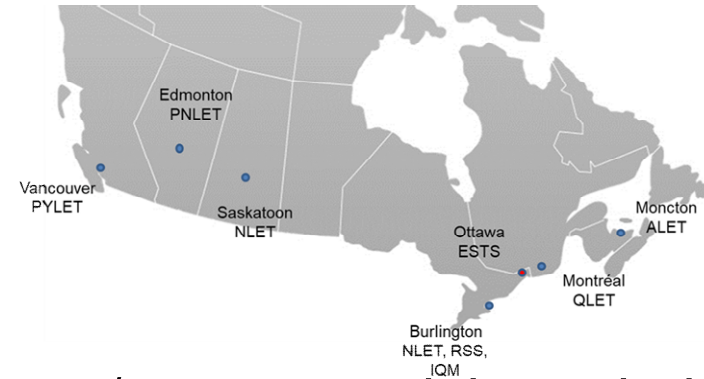 Edmonton
PNLET
Vancouver
PYLET
Saskatoon
NLET
Ottawa
ESTS
Moncton
ALET
Montréal
QLET
Burlington
NLET, RSS,
IQM